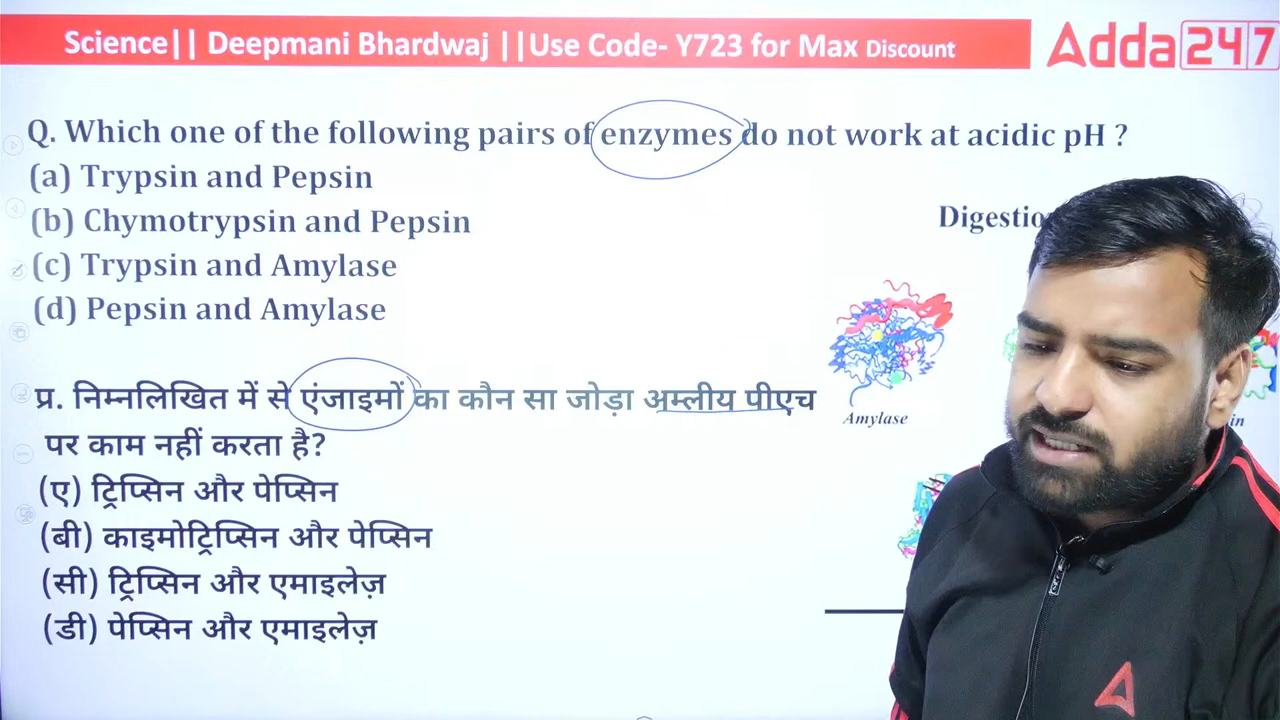 Science|| Deepmani Bhardwaj ||Use Code- Y723 for Max Discount
Adda247
Q. Which one of the following pairs of enzymes do not work at acidic pH ?
(a) Trypsin and Pepsin
(b) Chymotrypsin and Pepsin
Digestio
(c) Trypsin and Amylase
(d) Pepsin and Amylase
प्र. निम्नलिखित में से एंजाइमों का कौन सा जोड़ा अम्लीय पीएच
Amylase
in
पर काम नहीं करता है?
(ए) ट्रिप्सिन और पेप्सिन
(बी) काइमोट्रिप्सिन और पेप्सिन
(सी) ट्रिप्सिन और एमाइलेज़
(डी) पेप्सिन और एमाइलेज़